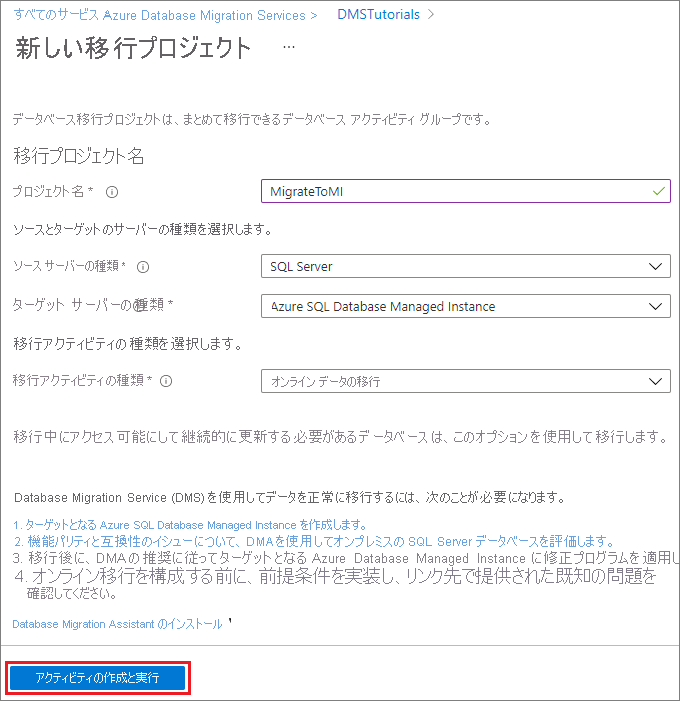 すべてのサービス Azure Database Migration Services > DMSTutorials >
新しい移行プロジェクト ...
データベース移行プロジェクトは、まとめて移行できるデータベース アクティビティ グループです。
移行プロジェクト名
プロジェクト名 * MigrateToMI
ソースとターゲットのサーバーの種類を選択します。
ソース サーバーの種類 * SQL Server
ターゲット サーバーの種類 * Azure SQL Database Managed Instance
移行アクティビティの種類を選択します。
移行アクティビティの種類 * オンライン データの移行
移行中にアクセス可能にして継続的に更新する必要があるデータベースは、このオプションを使用して移行します。
Database Migration Service (DMS) を使用してデータを正常に移行するには、次のことが必要になります。
1. ターゲットとなる Azure SQL Database Managed Instance を作成します。
2. 機能パリティと互換性のイシューについて、DMA を使用してオンプレミスの SQL Server データベースを評価します。
3. 移行後に、DMA の推奨に従ってターゲットとなる Azure Database Managed Instance に修正プログラムを適用し
4. オンライン移行を構成する前に、前提条件を実装し、リンク先で提供された既知の問題を
確認してください。
Database Migration Assistant のインストール '
アクティビティの作成と実行